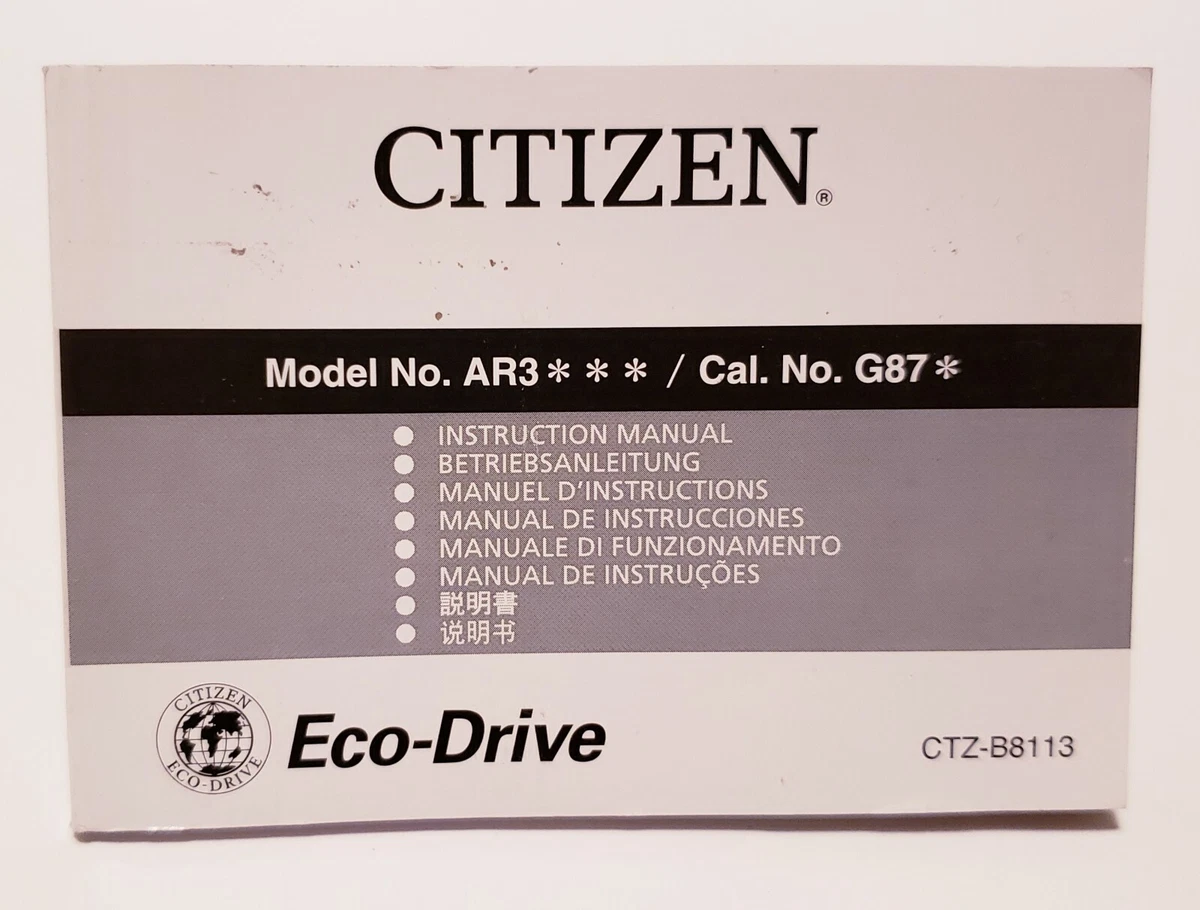 CITIZEN®
Model No. AR3＊＊＊ / Cal. No. G87＊
● INSTRUCTION MANUAL
● BETRIEBSANLEITUNG
● MANUEL D'INSTRUCTIONS
● MANUAL DE INSTRUCCIONES
● MANUALE DI FUNZIONAMENTO
● MANUAL DE INSTRUÇÕES
● 説明書
● 说明书
CITIZEN
ECO-DRIVE
Eco-Drive
CTZ-B8113